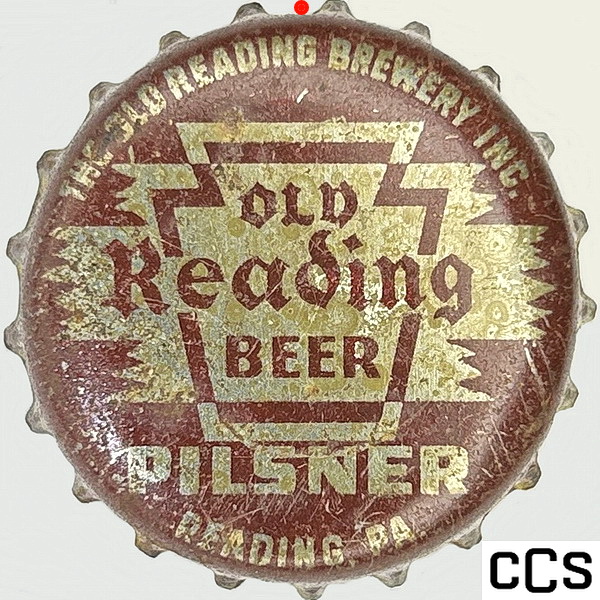 THE OLD READING BREWERY INC.
OLD
Reading
BEER
PILSNER
READING, PA.
CCS